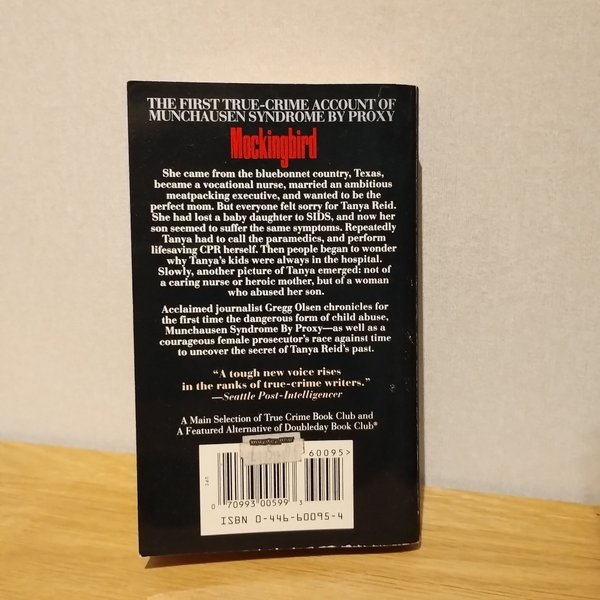 THE FIRST TRUE-CRIME ACCOUNT OF
MUNCHAUSEN SYNDROME BY PROXY
Mockingbird
She came from the bluebonnet country, Texas,
became a vocational nurse, married an ambitious
meatpacking executive, and wanted to be the
perfect mom. But everyone felt sorry for Tanya Reid.
She had lost a baby daughter to SIDS, and now her
son seemed to suffer the same symptoms. Repeatedly
Tanya had to call the paramedics, and perform
lifesaving CPR herself. Then people began to wonder
why Tanya's kids were always in the hospital.
Slowly, another picture of Tanya emerged: not of
a caring nurse or heroic mother, but of a woman
who abused her son.
Acclaimed journalist Gregg Olsen chronicles for
the first time the dangerous form of child abuse,
Munchausen Syndrome By Proxy—as well as a
courageous female prosecutor's race against time
to uncover the secret of Tanya Reid's past.
“A tough new voice rises
in the ranks of true-crime writers.”
—Seattle Post-Intelligencer
A Main Selection of True Crime Book Club and
A Featured Alternative of Doubleday Book Club®
60095>
0 70993 00599 3
ISBN 0-446-60095-4